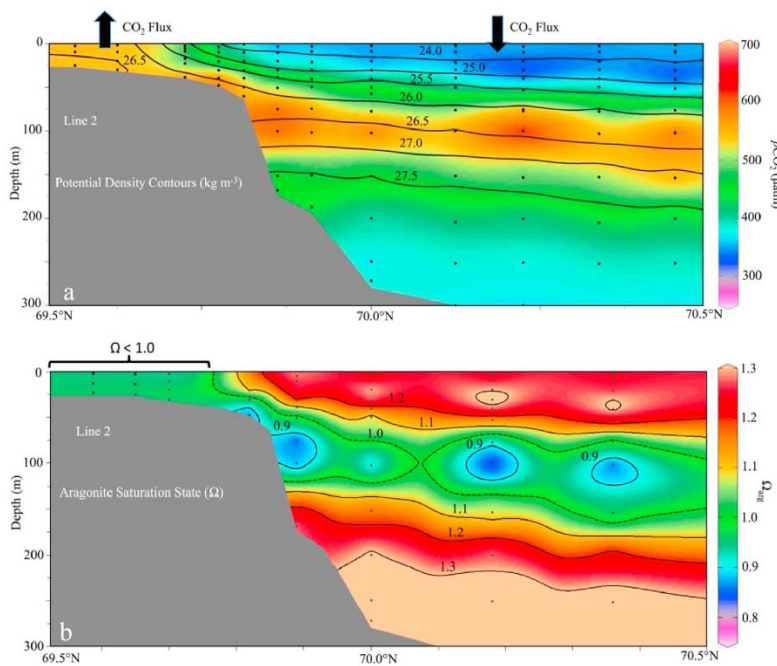 CO₂ Flux CO₂ Flux
0 24.0 700
26.5 25.0
25.5 600
26.0
100 Line 2 26.5
27.0 500
Potential Density Contours (kg m⁻³) 27.5
200 400
300
a
300
69.5°N 70.0°N 70.5°N
Depth (m)
Ω < 1.0
0 1.3
1.2
1.1 1.2
Line 2 0.9 1.0 0.9 0.9
100 1.1
Aragonite Saturation State (Ω) 1.1
1.2 1.0
200 1.3 0.9
0.8
b
300
69.5°N 70.0°N 70.5°N
Depth (m)
Ωarg